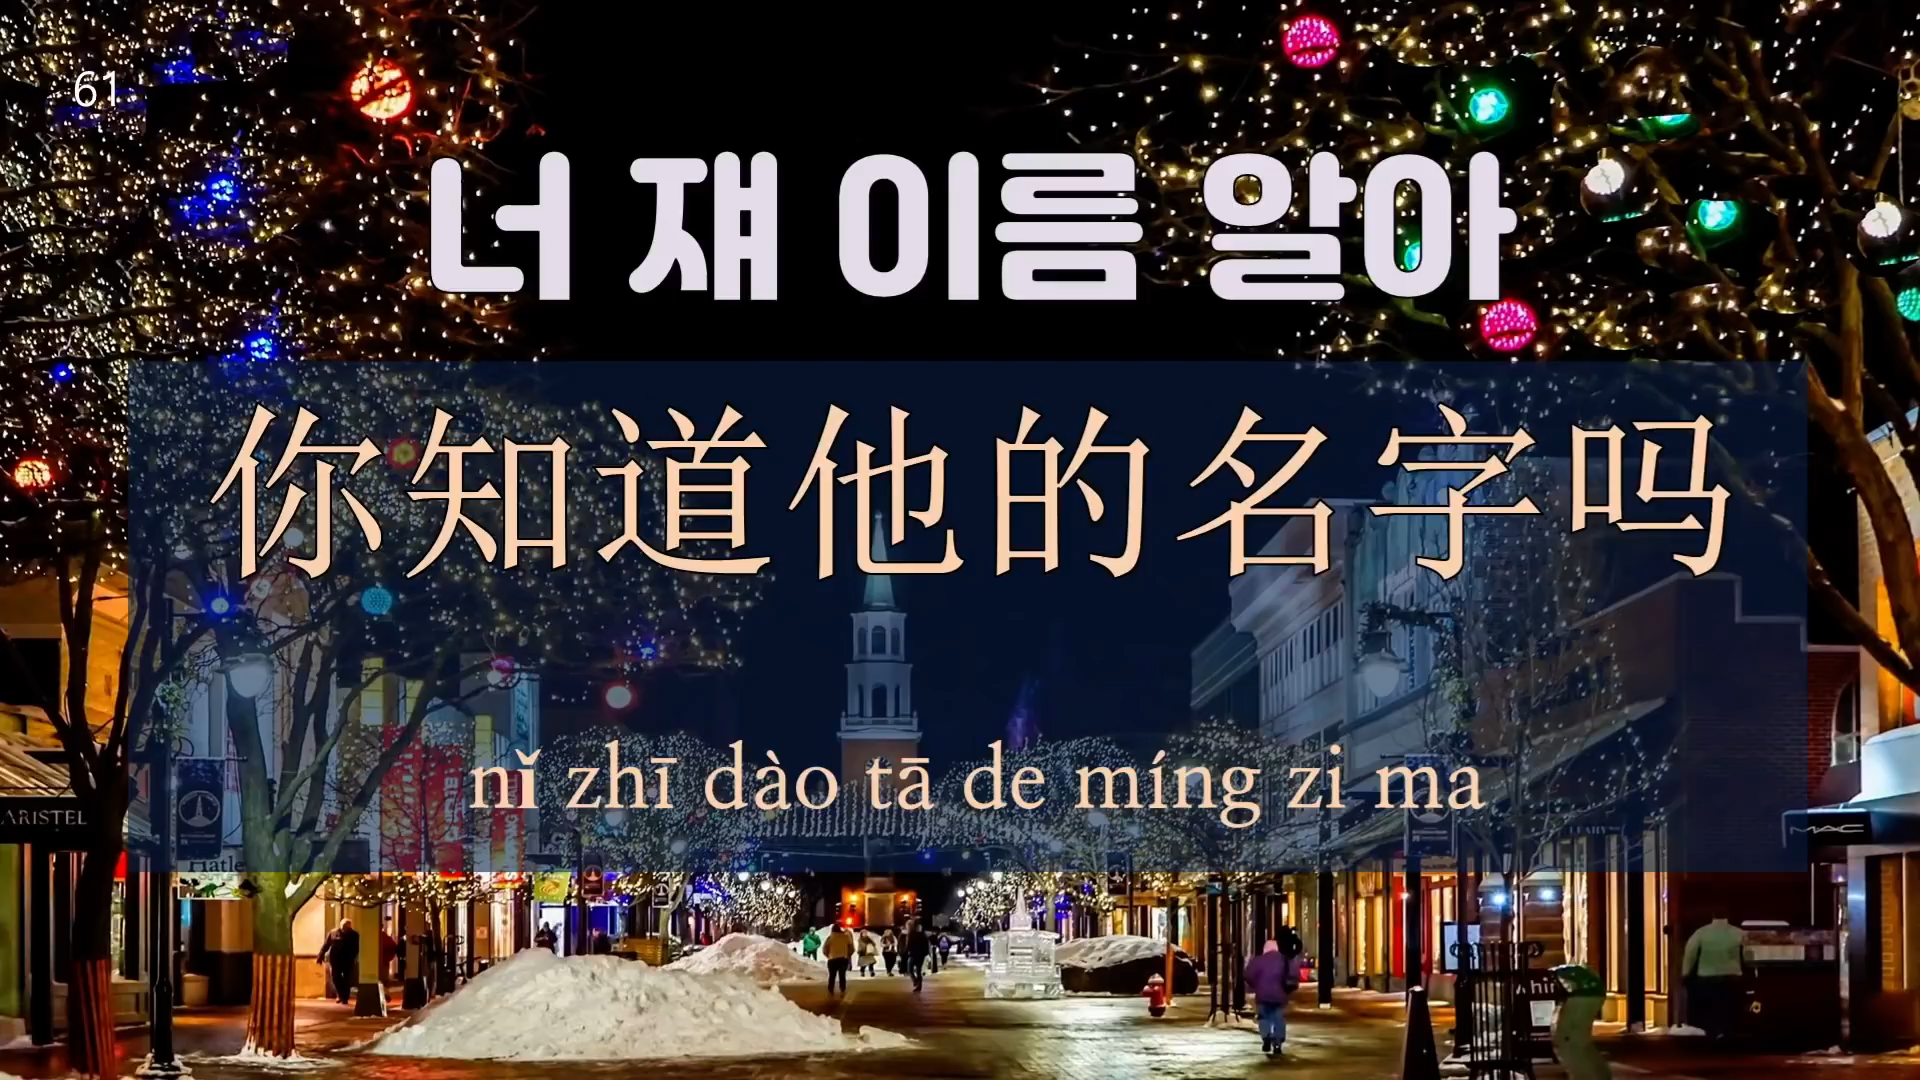 61
너 쟤 이름 알아
你知道他的名字吗
nǐ zhī dào tā de míng zi ma
ARISTEL
MAC